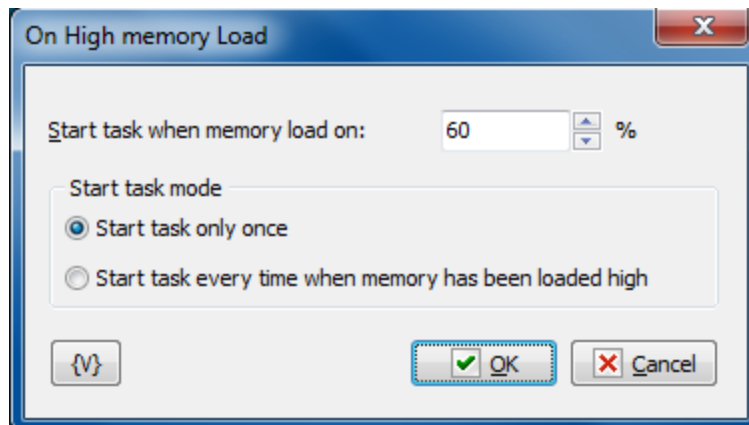 On High memory Load
Start task when memory load on: 60 %
Start task mode
Start task only once
Start task every time when memory has been loaded high
{V} OK Cancel